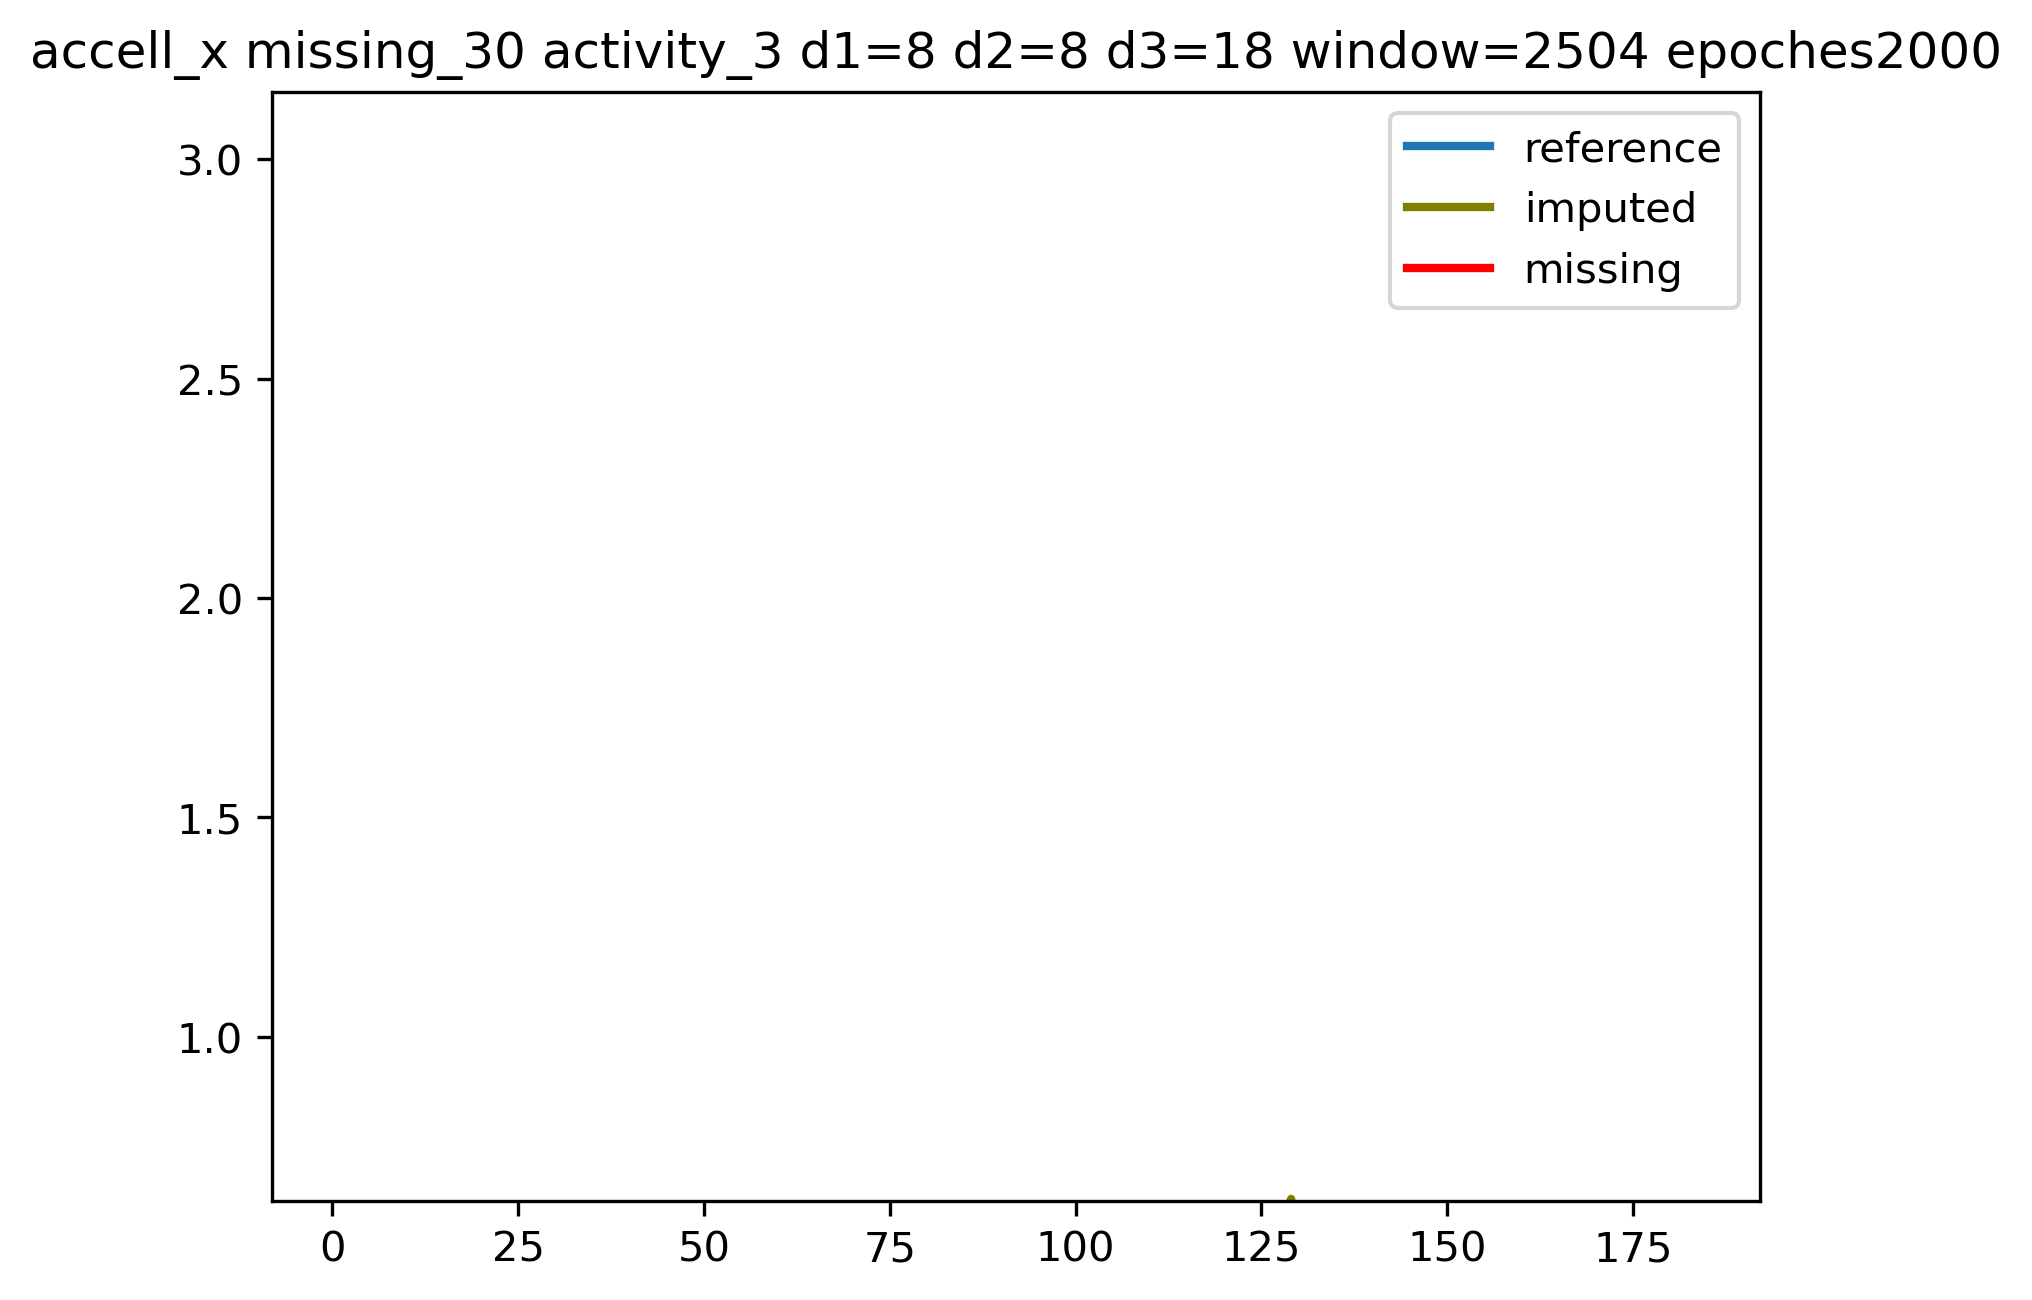 accell_x missing_30 activity_3 d1=8 d2=8 d3=18 window=2504 epoches2000
3.0
2.5
2.0
1.5
1.0
reference
imputed
missing
0 25 50 75 100 125 150 175